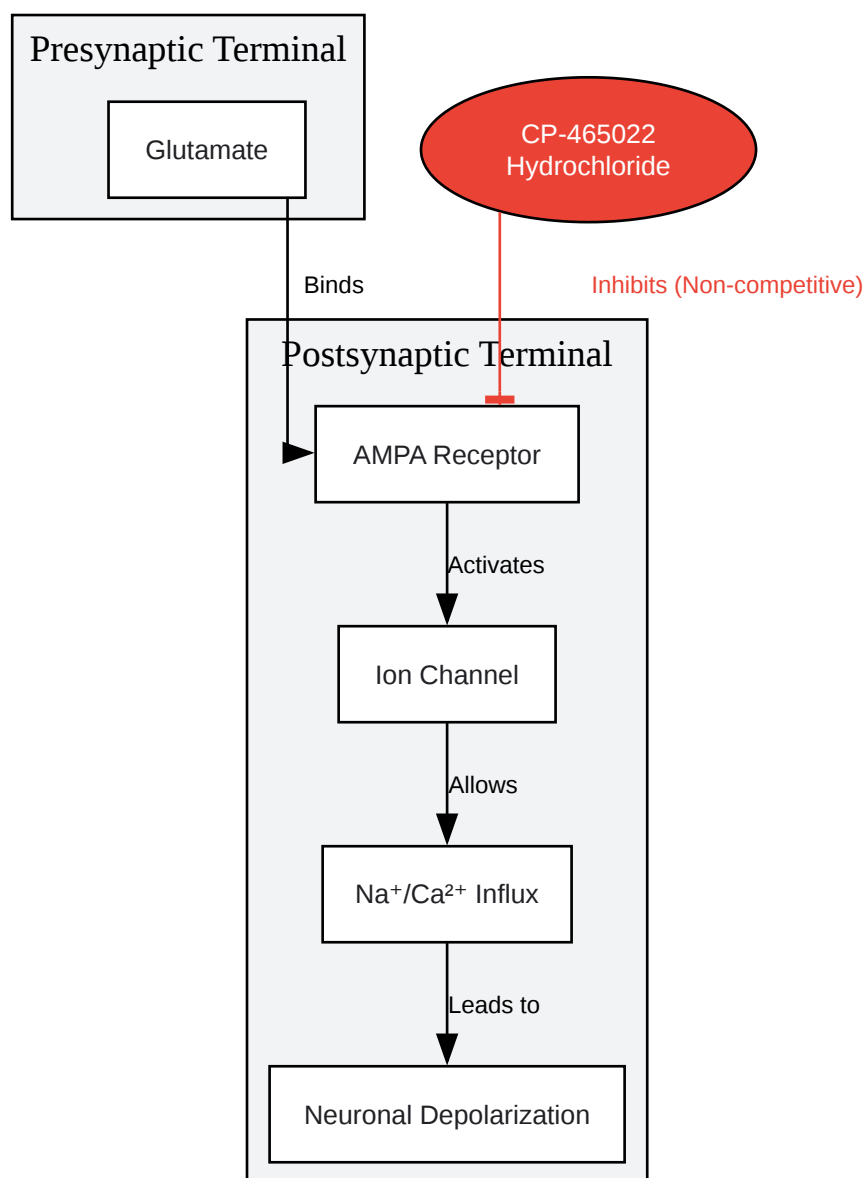 Presynaptic Terminal
Glutamate
CP-465022
Hydrochloride
Binds
Inhibits (Non-competitive)
Postsynaptic Terminal
AMPA Receptor
Activates
Ion Channel
Allows
Na⁺/Ca²⁺ Influx
Leads to
Neuronal Depolarization